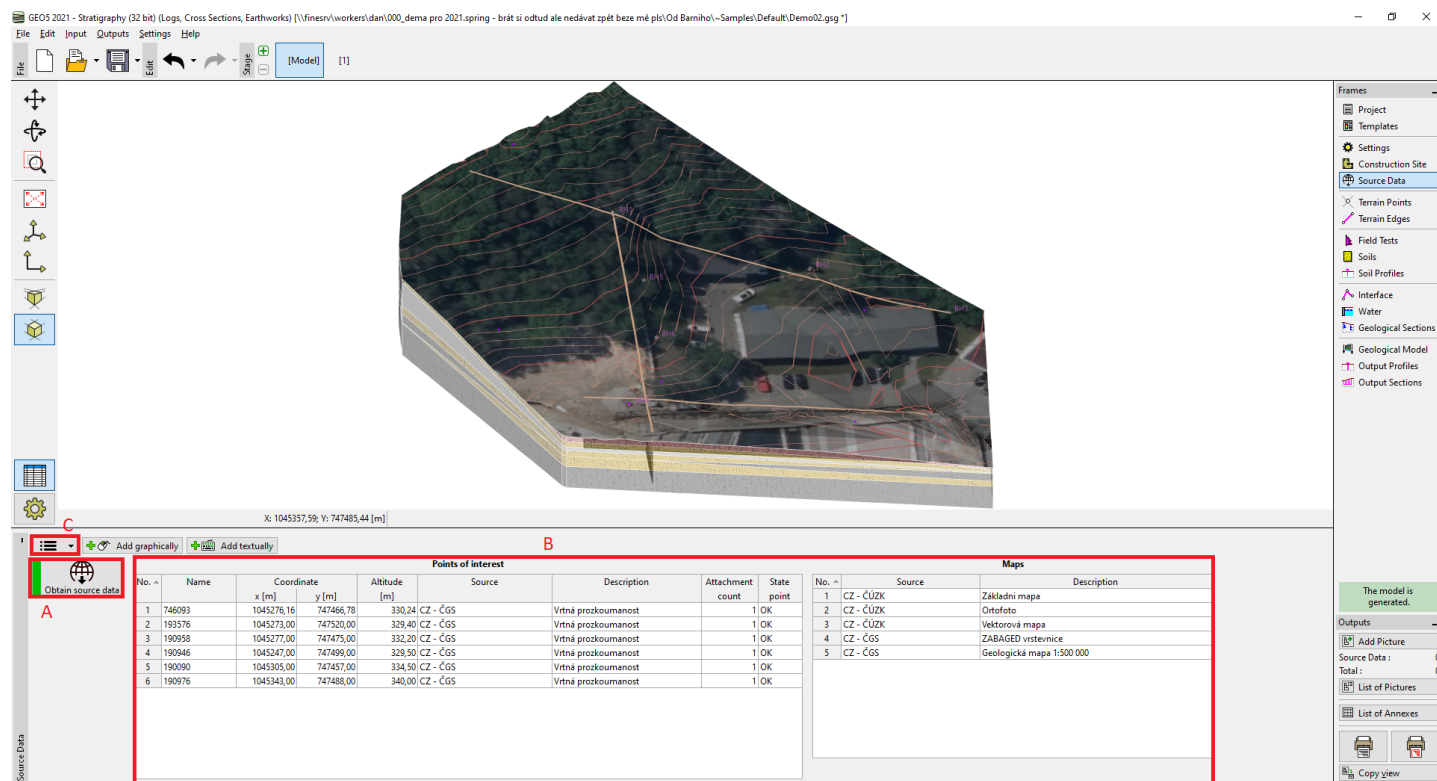 GEO5 2021 - Stratigraphy (32 bit) (Logs, Cross Sections, Earthworks) [\\finesrv\workers\dan\000_dema pro 2021.spring - brát si odtud ale nedávat zpět beze mě pls\Od Barniho\~Samples\Default\Demo02.gsg *]
File Edit Input Outputs Settings Help
File
Edit
Stage
[Model] [1]
BH1
BH5
BH2
BH3
BH6
X: 1045357,59; Y: 747485,44 [m]
C
Add graphically Add textually
B
Obtain source data
A
Points of interest
No. Name Coordinate Altitude Source Description Attachment State
x [m] y [m] [m] count point
1 746093 1045276,16 747466,78 330,24 CZ - ČGS Vrtná prozkoumanost 1 OK
2 193576 1045273,00 747520,00 329,40 CZ - ČGS Vrtná prozkoumanost 1 OK
3 190958 1045277,00 747475,00 332,20 CZ - ČGS Vrtná prozkoumanost 1 OK
4 190946 1045247,00 747499,00 329,50 CZ - ČGS Vrtná prozkoumanost 1 OK
5 190090 1045305,00 747457,00 334,50 CZ - ČGS Vrtná prozkoumanost 1 OK
6 190976 1045343,00 747488,00 340,00 CZ - ČGS Vrtná prozkoumanost 1 OK
Maps
No. Source Description
1 CZ - ČÚZK Základní mapa
2 CZ - ČÚZK Ortofoto
3 CZ - ČÚZK Vektorová mapa
4 CZ - ČGS ZABAGED vrstevnice
5 CZ - ČGS Geologická mapa 1:500 000
Source Data
Frames
Project
Templates
Settings
Construction Site
Source Data
Terrain Points
Terrain Edges
Field Tests
Soils
Soil Profiles
Interface
Water
Geological Sections
Geological Model
Output Profiles
Output Sections
The model is
generated.
Outputs
Add Picture
Source Data :
Total :
List of Pictures
List of Annexes
Copy view